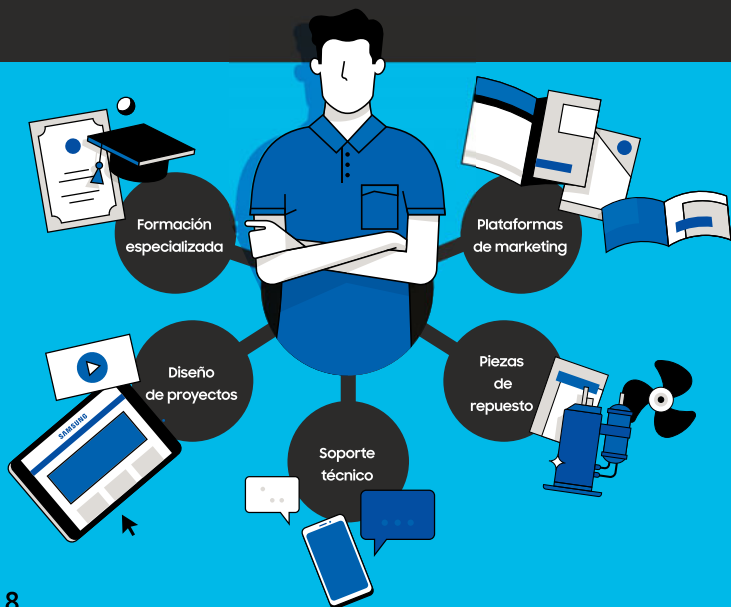 Formación
especializada
Plataformas
de marketing
Diseño
de proyectos
Piezas
de
repuesto
Soporte
técnico
SAMSUNG
8